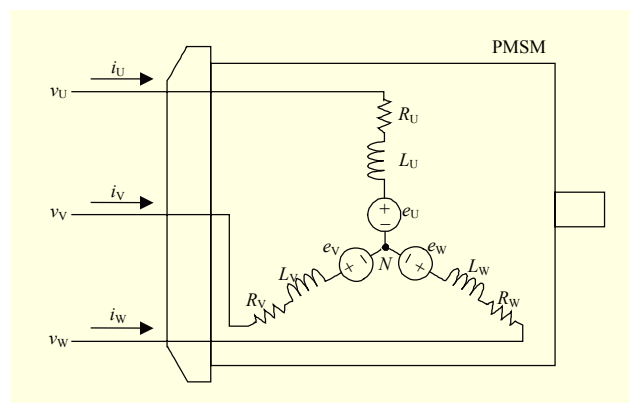 PMSM
iU
vU
RU
LU
iV
+
−
eU
vV
eV
+ −
N
− +
eW
LV
LW
RV
RW
iW
vW